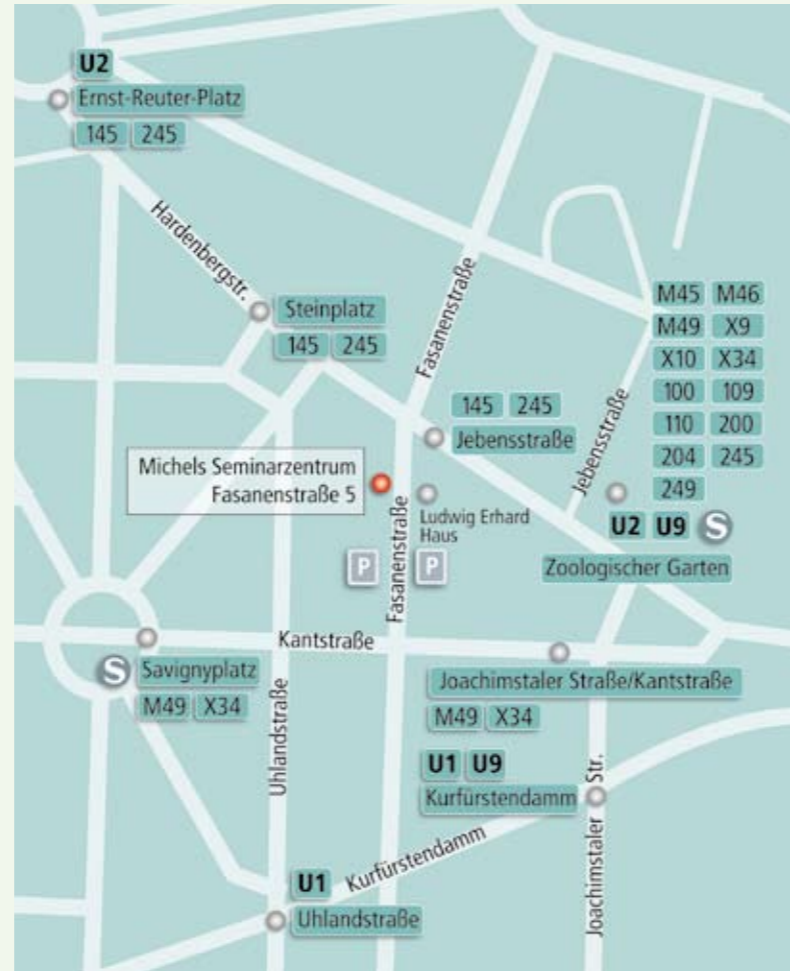 U2
Ernst-Reuter-Platz
145 245
Hardenbergstr.
Steinplatz
145 245
Fasanenstraße
M45 M46
M49 X9
X10 X34
100 109
110 200
204 245
249
U2 U9 S
Zoologischer Garten
Jebensstraße
145 245
Jebensstraße
Michels Seminarzentrum
Fasanenstraße 5
Ludwig Erhard
Haus
P P
Fasanenstraße
Kantstraße
S Savignyplatz
M49 X34
Uhlandstraße
Joachimstaler Straße/Kantstraße
M49 X34
U1 U9
Kurfürstendamm
Joachimstaler Str.
Kurfürstendamm
U1
Uhlandstraße